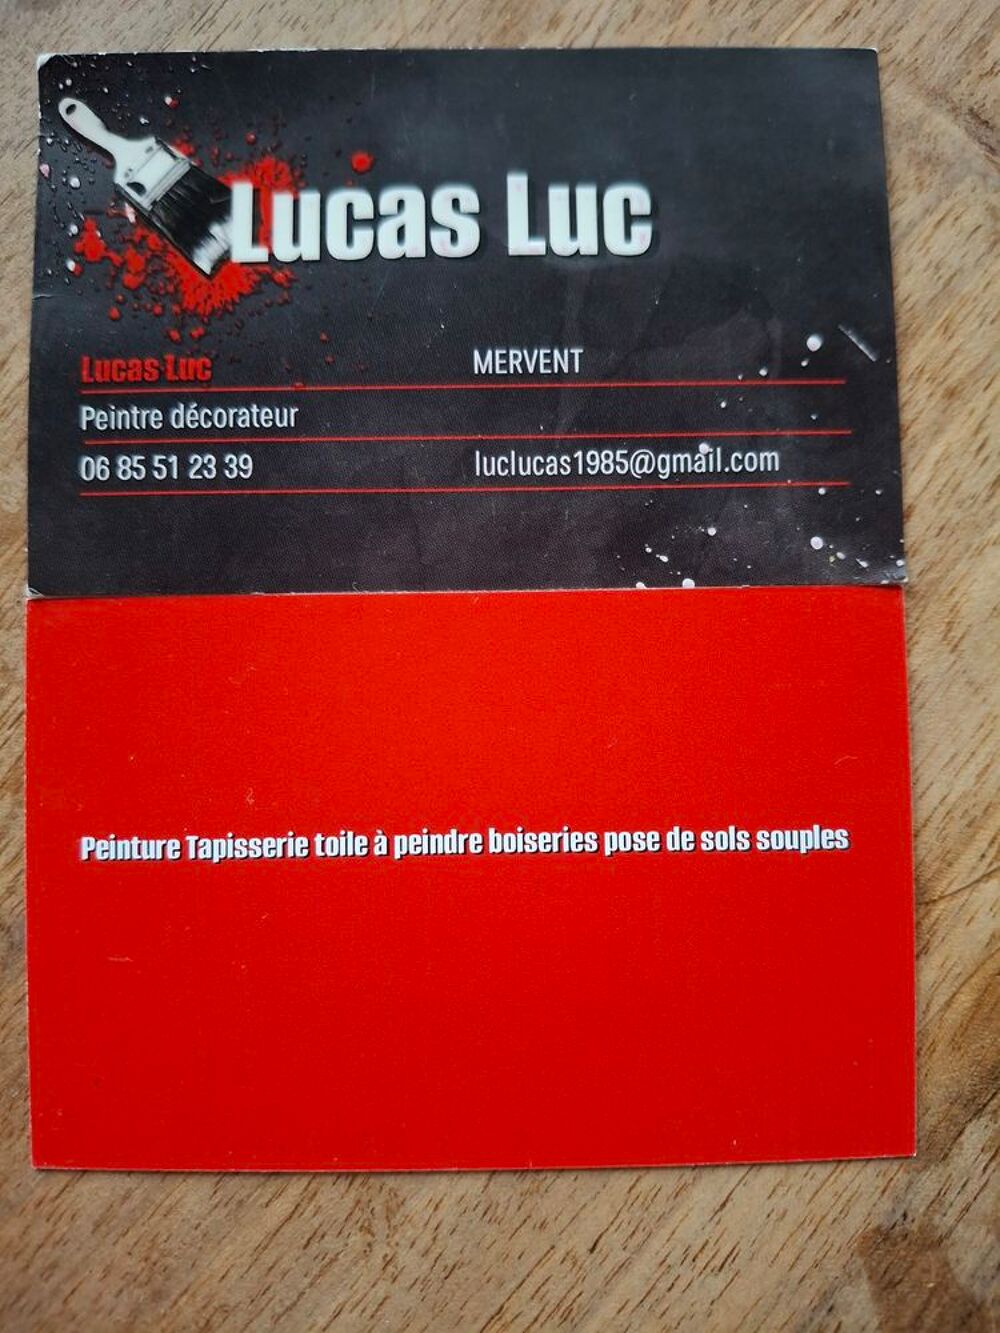 Lucas Luc
Lucas Luc
MERVENT
Peintre décorateur
06 85 51 23 39
luclucas1985@gmail.com
Peinture Tapisserie toile à peindre boiseries pose de sols souples